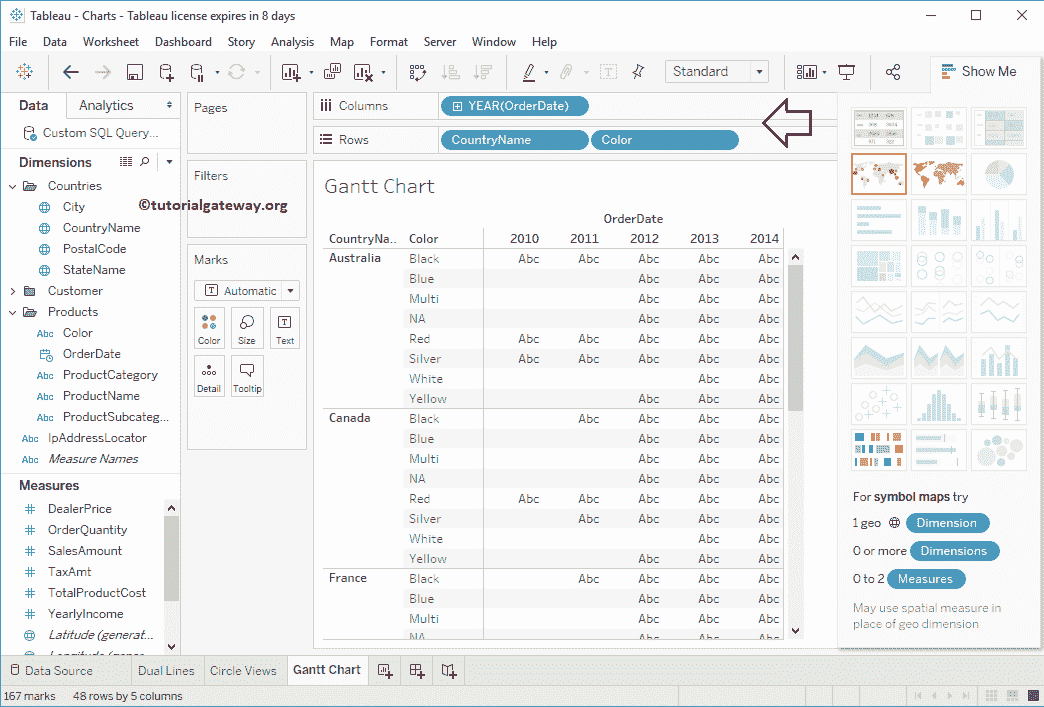 Tableau - Charts - Tableau license expires in 8 days
File Data Worksheet Dashboard Story Analysis Map Format Server Window Help
Standard
Show Me
Data Analytics
Custom SQL Query...
Dimensions
Countries
City
CountryName
PostalCode
StateName
Customer
Products
Abc Color
OrderDate
Abc ProductCategory
Abc ProductName
Abc ProductSubcateg...
Abc IpAddressLocator
Abc Measure Names
Measures
# DealerPrice
# OrderQuantity
# SalesAmount
# TaxAmt
# TotalProductCost
# YearlyIncome
Latitude (generat...
©tutorialgateway.org
Pages
Filters
Marks
T Automatic
Color Size Text
Detail Tooltip
Columns YEAR(OrderDate)
Rows CountryName Color
Gantt Chart
OrderDate
CountryNa.. Color 2010 2011 2012 2013 2014
Australia Black Abc Abc Abc Abc Abc
Blue Abc Abc Abc
Multi Abc Abc Abc
NA Abc Abc Abc
Red Abc Abc Abc Abc Abc
Silver Abc Abc Abc Abc Abc
White Abc Abc
Yellow Abc Abc Abc
Canada Black Abc Abc Abc Abc
Blue Abc Abc Abc
Multi Abc Abc Abc
NA Abc Abc Abc
Red Abc Abc Abc Abc Abc
Silver Abc Abc Abc Abc
White Abc Abc
Yellow Abc Abc Abc
France Black Abc Abc Abc Abc
Blue Abc Abc Abc
Multi Abc Abc Abc
NA Abc Abc Abc
For symbol maps try
1 geo Dimension
0 or more Dimensions
0 to 2 Measures
May use spatial measure in
place of geo dimension
Data Source Dual Lines Circle Views Gantt Chart
167 marks 48 rows by 5 columns